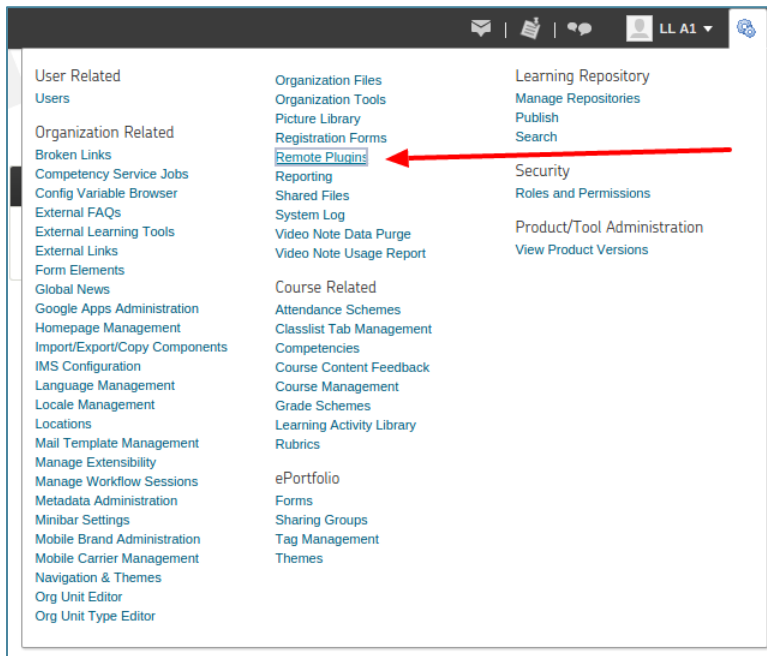 LL A1
User Related
Users
Organization Related
Broken Links
Competency Service Jobs
Config Variable Browser
External FAQs
External Learning Tools
External Links
Form Elements
Global News
Google Apps Administration
Homepage Management
Import/Export/Copy Components
IMS Configuration
Language Management
Locale Management
Locations
Mail Template Management
Manage Extensibility
Manage Workflow Sessions
Metadata Administration
Minibar Settings
Mobile Brand Administration
Mobile Carrier Management
Navigation & Themes
Org Unit Editor
Org Unit Type Editor
Organization Files
Organization Tools
Picture Library
Registration Forms
Remote Plugins
Reporting
Shared Files
System Log
Video Note Data Purge
Video Note Usage Report
Course Related
Attendance Schemes
Classlist Tab Management
Competencies
Course Content Feedback
Course Management
Grade Schemes
Learning Activity Library
Rubrics
ePortfolio
Forms
Sharing Groups
Tag Management
Themes
Learning Repository
Manage Repositories
Publish
Search
Security
Roles and Permissions
Product/Tool Administration
View Product Versions